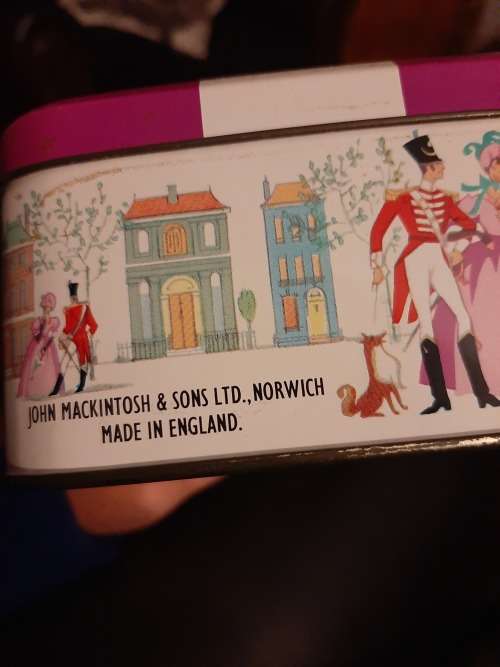 JOHN MACKINTOSH & SONS LTD., NORWICH
MADE IN ENGLAND.